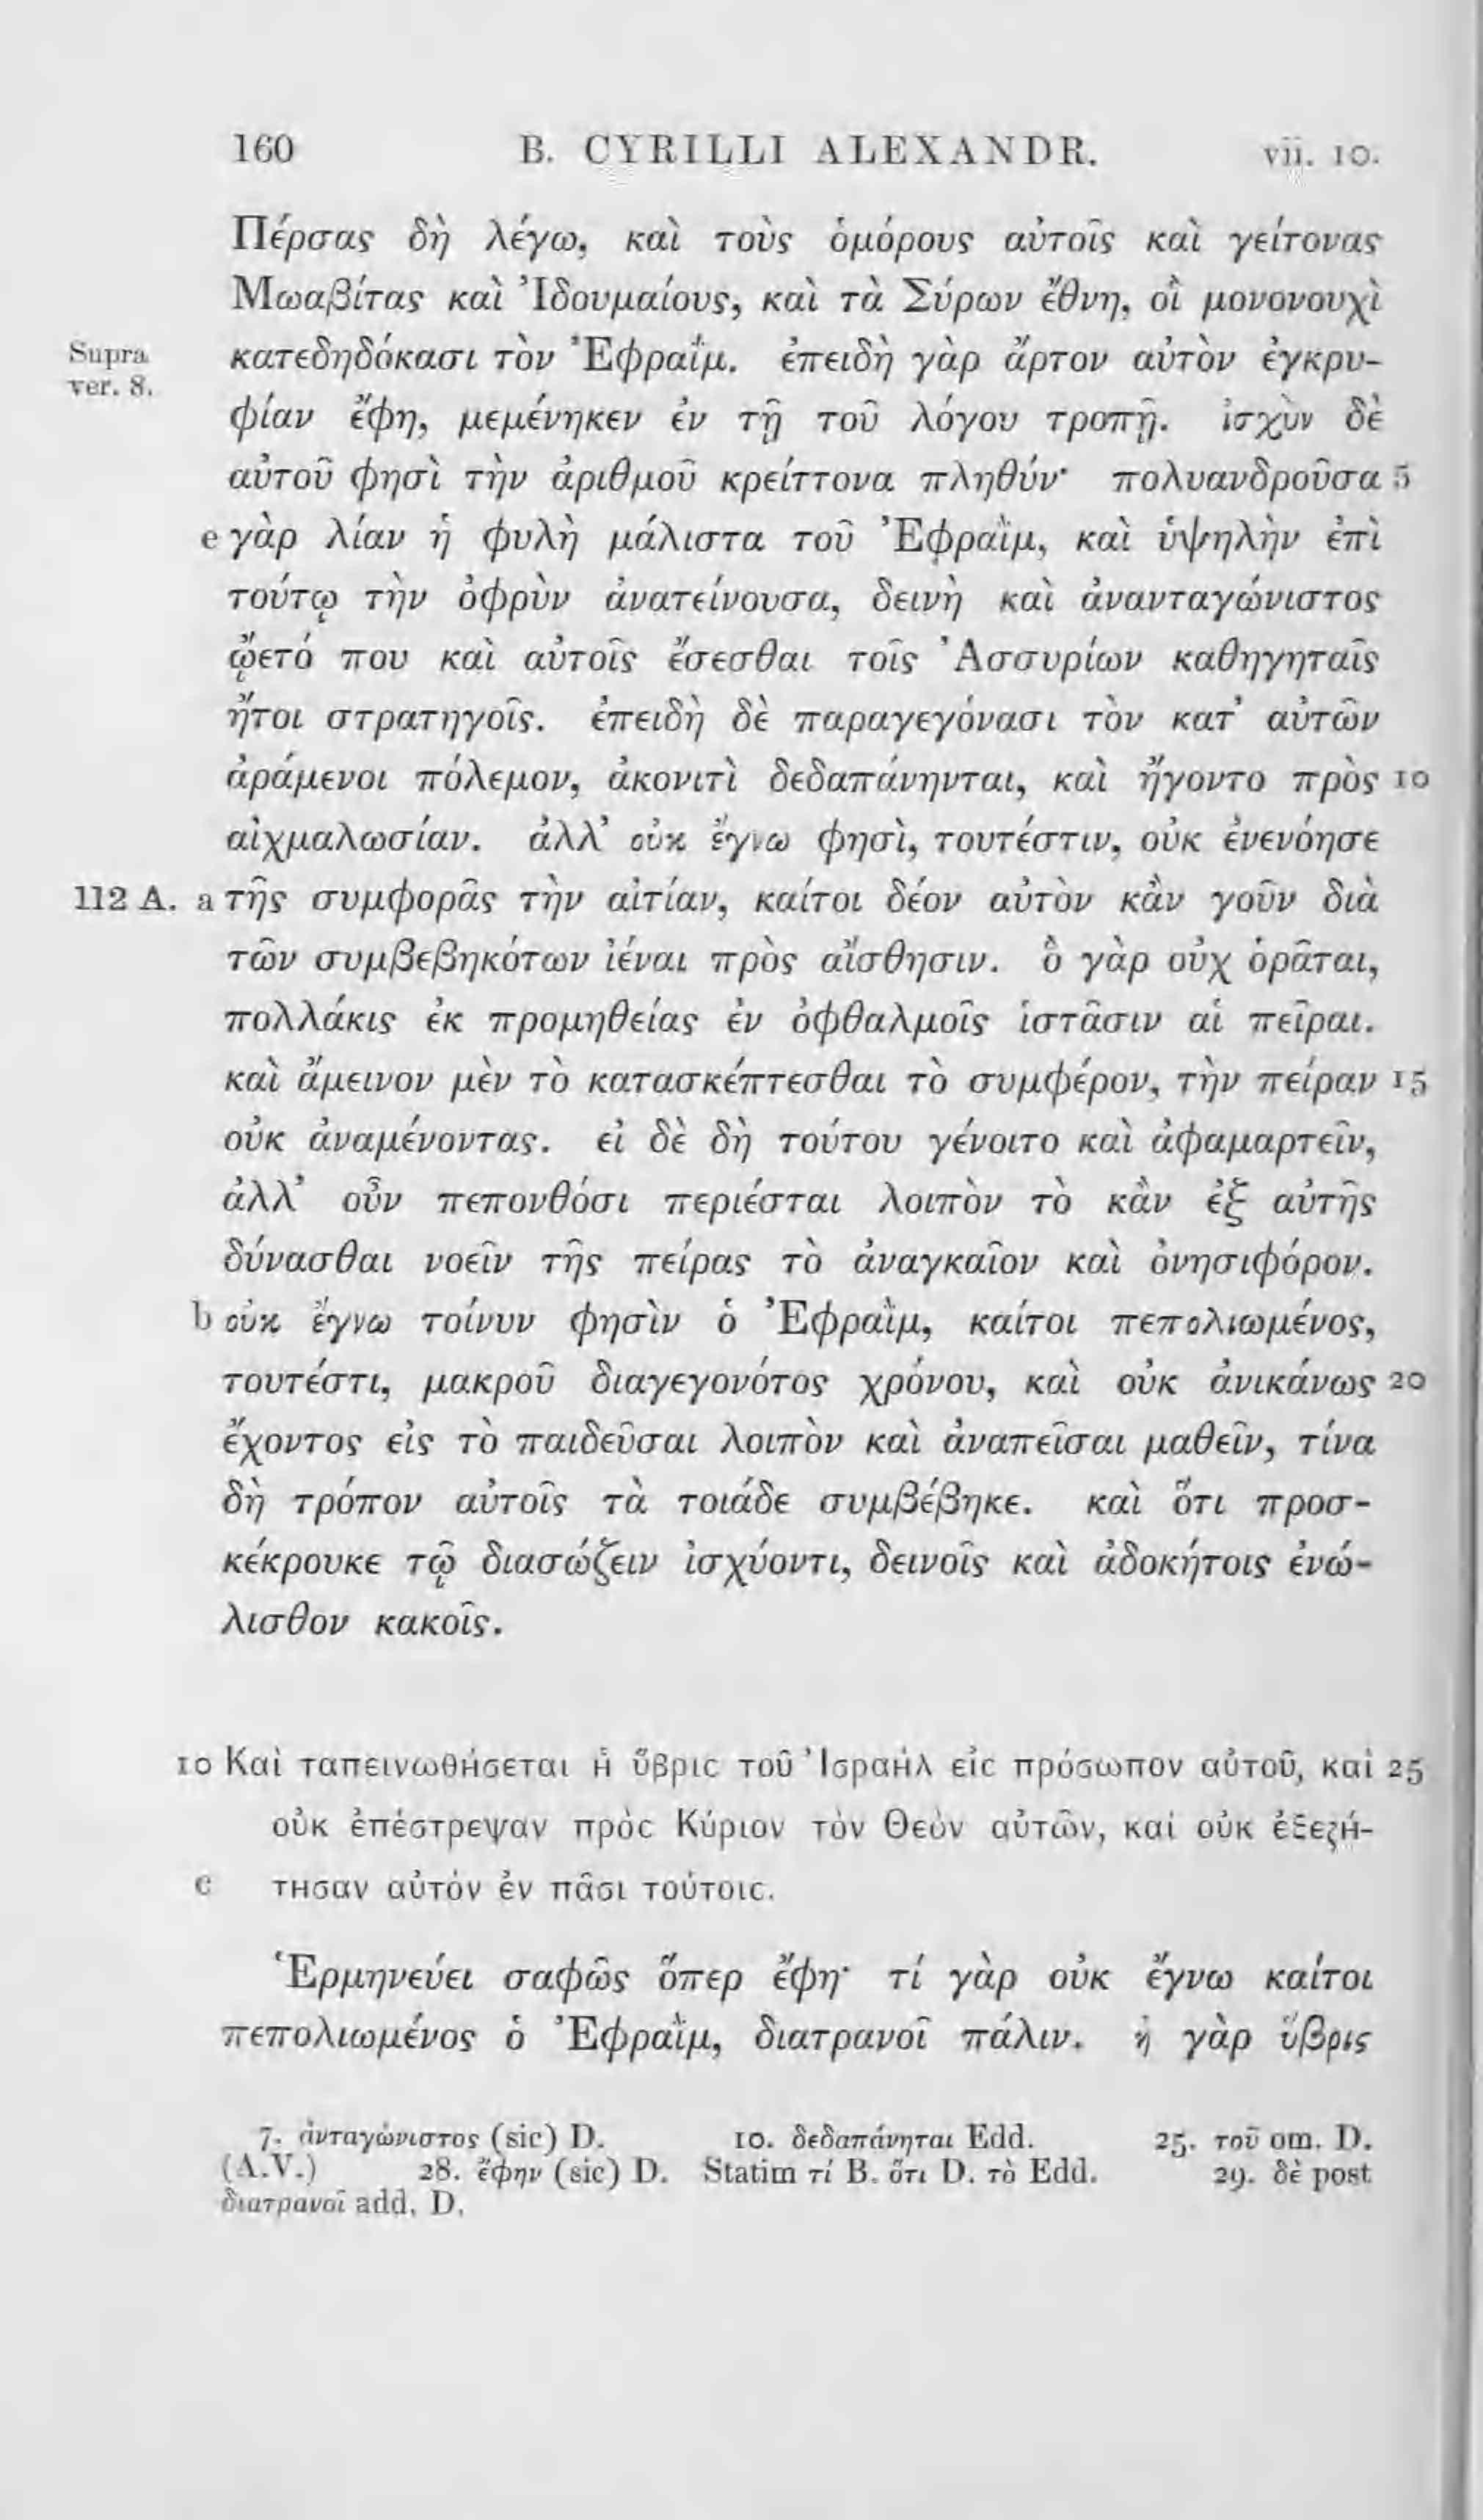 160 B. CYRILLI ALEXANDR. vii. 10.
Πέρσας δὴ λέγω, καὶ τοὺς ὁμόρους αὐτοῖς καὶ γείτονας
Μωαβίτας καὶ Ἰδουμαίους, καὶ τὰ Σύρων ἔθνη, οἳ μονονουχὶ
Supra κατεδηδόκασι τὸν Ἐφραΐμ. ἐπειδὴ γὰρ ἄρτον αὐτὸν ἐγκρυ-
ver. 8.
φίαν ἔφη, μεμένηκεν ἐν τῇ τοῦ λόγου τροπῇ. ἰσχὺν δὲ
αὐτοῦ φησὶ τὴν ἀριθμοῦ κρείττονα πληθύν· πολυανδροῦσα 5
e γὰρ λίαν ἡ φυλὴ μάλιστα τοῦ Ἐφραῒμ, καὶ ὑψηλὴν ἐπὶ
τούτῳ τὴν ὀφρὺν ἀνατείνουσα, δεινὴ καὶ ἀνανταγώνιστος
ᾤετό που καὶ αὐτοῖς ἔσεσθαι τοῖς Ἀσσυρίων καθηγηταῖς
ἤτοι στρατηγοῖς. ἐπειδὴ δὲ παραγεγόνασι τὸν κατ’ αὐτῶν
ἀράμενοι πόλεμον, ἀκονιτὶ δεδαπάνηνται, καὶ ἤγοντο πρὸς 10
αἰχμαλωσίαν. ἀλλ’ οὐκ ἔγνω φησὶ, τουτέστιν, οὐκ ἐνενόησε
112 A. a τῆς συμφορᾶς τὴν αἰτίαν, καίτοι δέον αὐτὸν κἂν γοῦν διὰ
τῶν συμβεβηκότων ἰέναι πρὸς αἴσθησιν. ὃ γὰρ οὐχ ὁρᾶται,
πολλάκις ἐκ προμηθείας ἐν ὀφθαλμοῖς ἱστᾶσιν αἱ πεῖραι.
καὶ ἄμεινον μὲν τὸ κατασκέπτεσθαι τὸ συμφέρον, τὴν πείραν 15
οὐκ ἀναμένοντας. εἰ δὲ δὴ τούτου γένοιτο καὶ ἀφαμαρτεῖν,
ἀλλ’ οὖν πεπονθόσι περιέσται λοιπὸν τὸ κἂν ἐξ αὐτῆς
δύνασθαι νοεῖν τῆς πείρας τὸ ἀναγκαῖον καὶ ὀνησιφόρον.
b οὐκ ἔγνω τοίνυν φησὶν ὁ Ἐφραῒμ, καίτοι πεπολιωμένος,
τουτέστι, μακροῦ διαγεγονότος χρόνου, καὶ οὐκ ἀνικάνως 20
ἔχοντος εἰς τὸ παιδεῦσαι λοιπὸν καὶ ἀναπεῖσαι μαθεῖν, τίνα
δὴ τρόπον αὐτοῖς τὰ τοιάδε συμβέβηκε. καὶ ὅτι προσ-
κέκρουκε τῷ διασώζειν ἰσχύοντι, δεινοῖς καὶ ἀδοκήτοις ἐνώ-
λισθον κακοῖς.
10 Καὶ ταπεινωθήσεται ἡ ὕβρις τοῦ Ἰσραὴλ εἰς πρόσωπον αὐτοῦ, καὶ 25
οὐκ ἐπέστρεψαν πρὸς Κύριον τὸν Θεὸν αὐτῶν, καὶ οὐκ ἐξεζή-
c τησαν αὐτὸν ἐν πᾶσι τούτοις.
Ἑρμηνεύει σαφῶς ὅπερ ἔφη· τί γὰρ οὐκ ἔγνω καίτοι
πεπολιωμένος ὁ Ἐφραῒμ, διατρανοῖ πάλιν. ἡ γὰρ ὕβρις
7. ἀνταγώνιστος (sic) D. 10. δεδαπάνηται Edd. 25. τοῦ om. D.
(A.V.) 28. ἔφην (sic) D. Statim τί B. ὅτι D. τὸ Edd. 29. δὲ post
διατρανοῖ add. D.